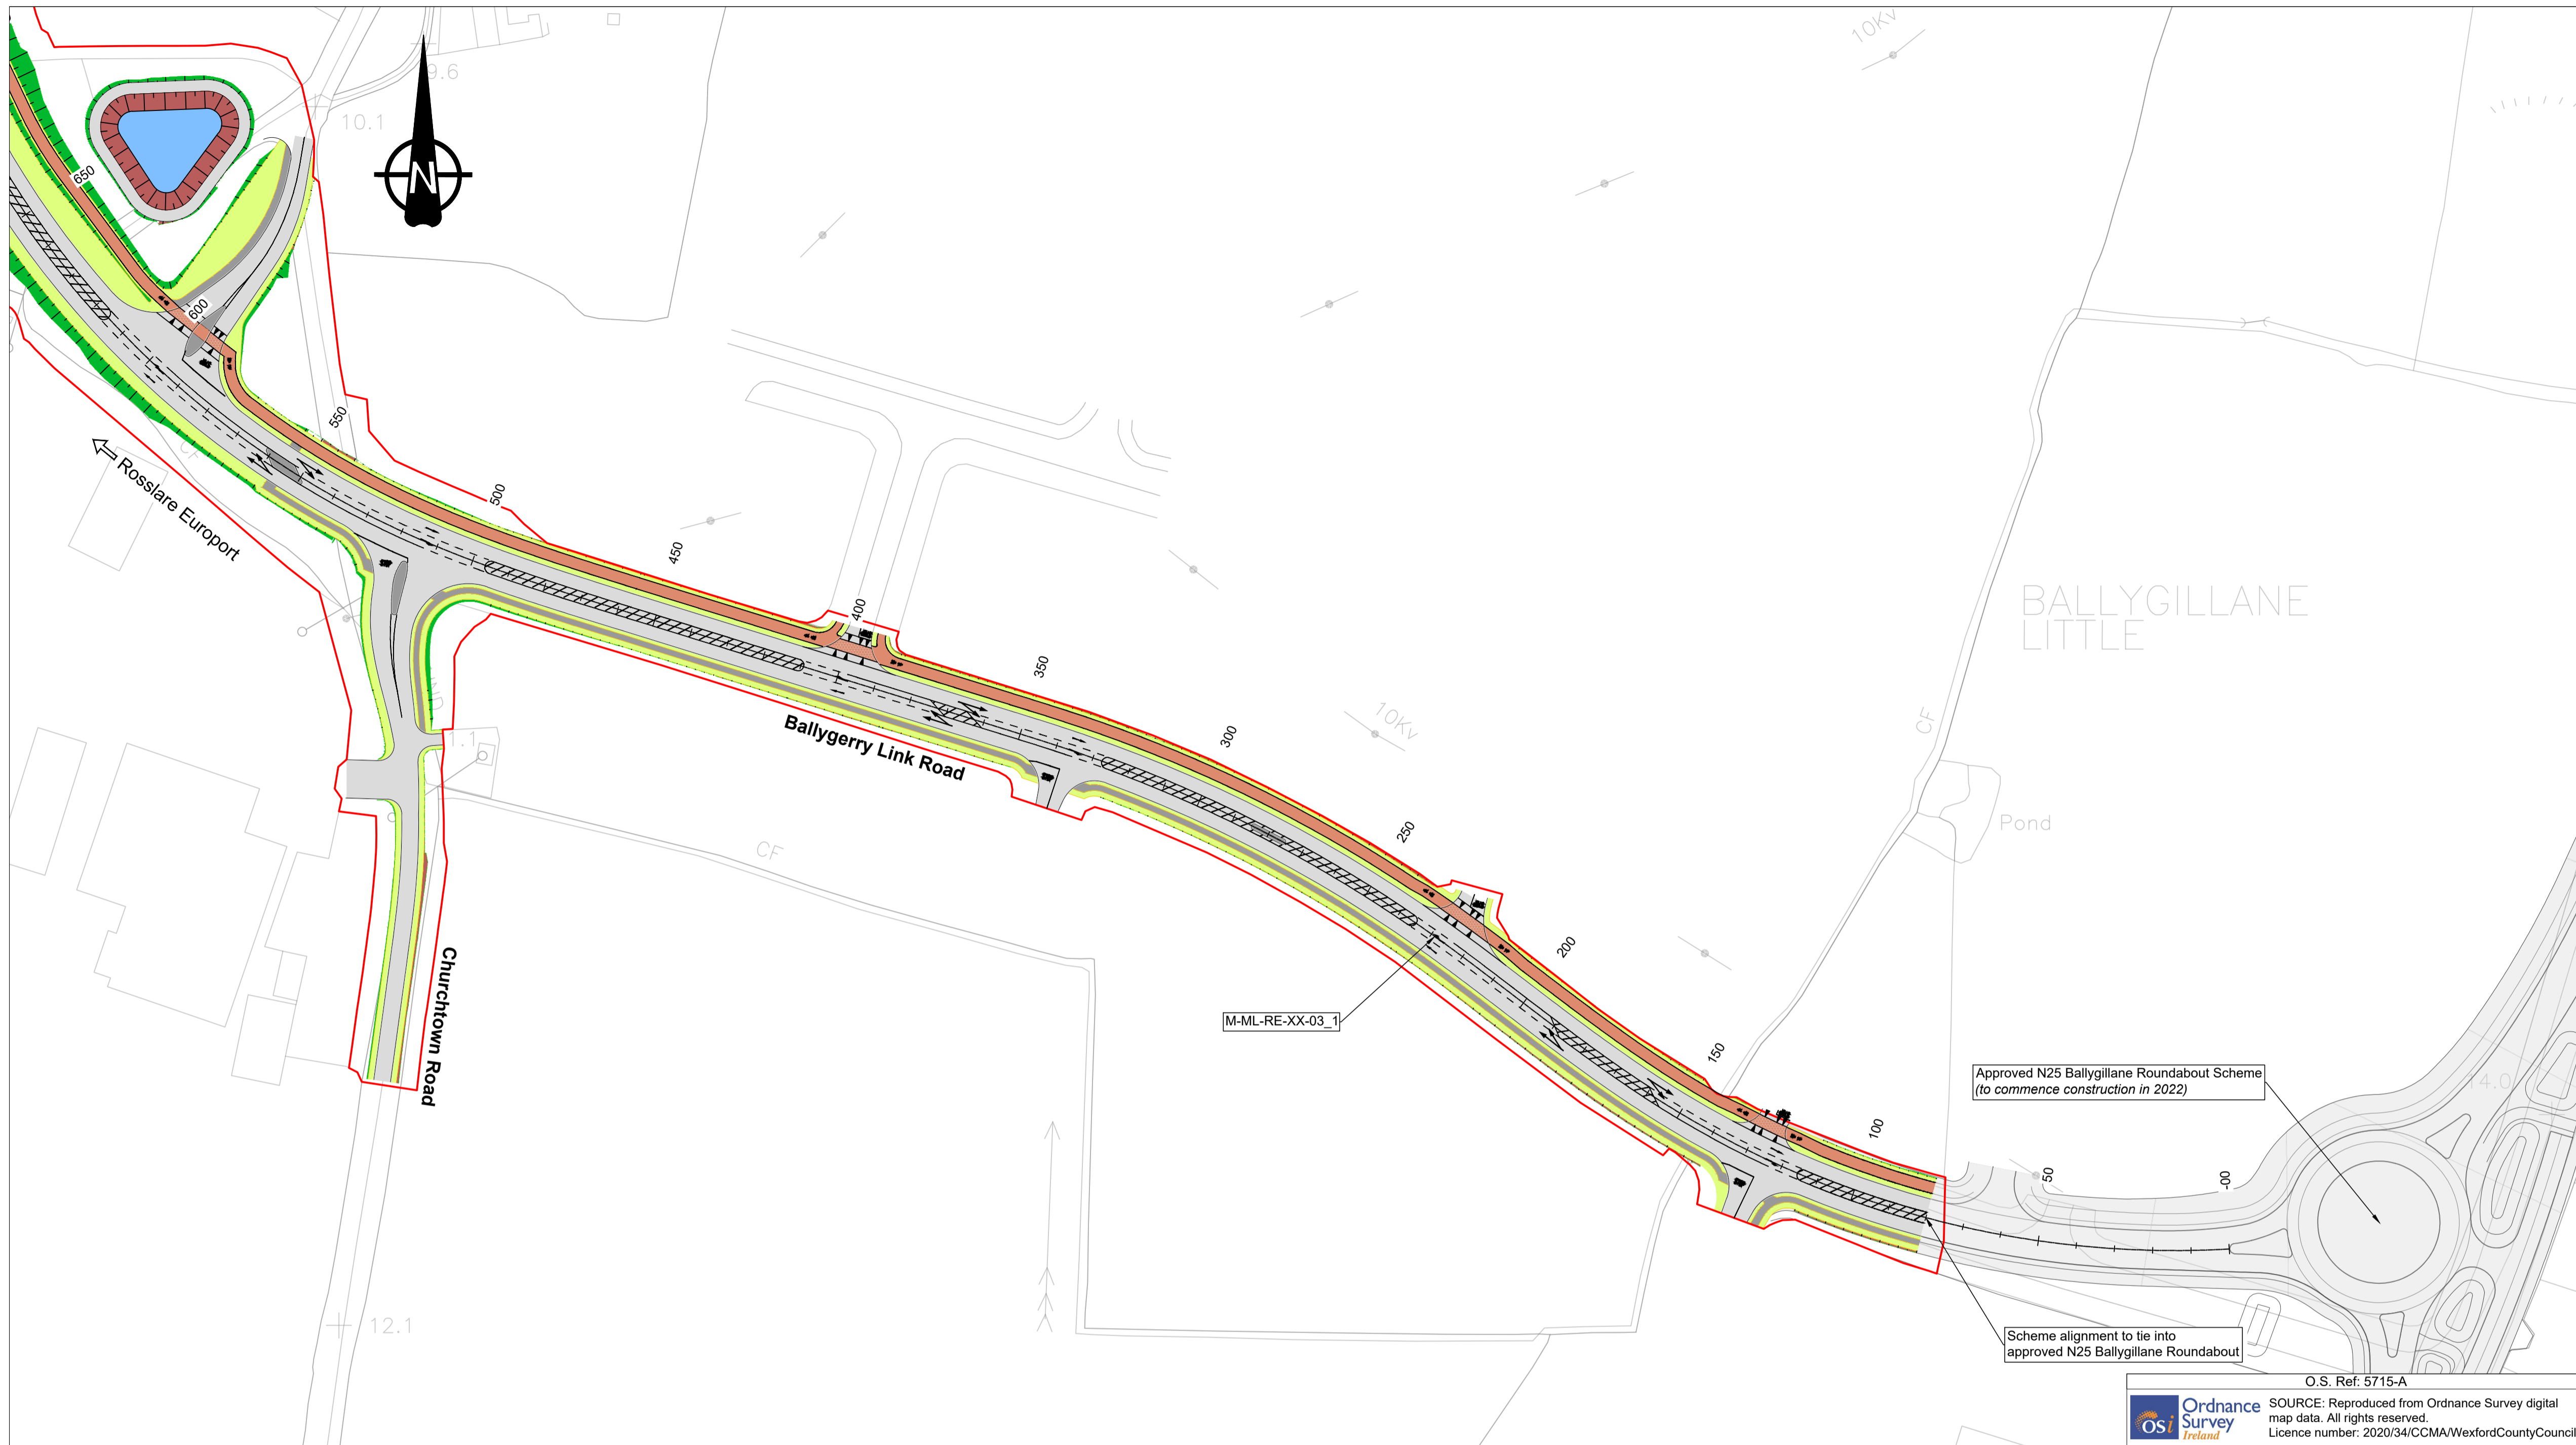 10Kv
9.6
10.1
N
650
600
550
500
450
400
350
300
250
200
150
100
50
-00
Rosslare Europort
BALLYGILLANE
LITTLE
10Kv
CF
Pond
1.1
Ballygerry Link Road
CF
Churchtown Road
M-ML-RE-XX-03_1
Approved N25 Ballygillane Roundabout Scheme
(to commence construction in 2022)
14.0
12.1
Scheme alignment to tie into
approved N25 Ballygillane Roundabout
O.S. Ref: 5715-A
OSi
Ordnance
Survey
Ireland
SOURCE: Reproduced from Ordnance Survey digital
map data. All rights reserved.
Licence number: 2020/34/CCMA/WexfordCountyCouncil